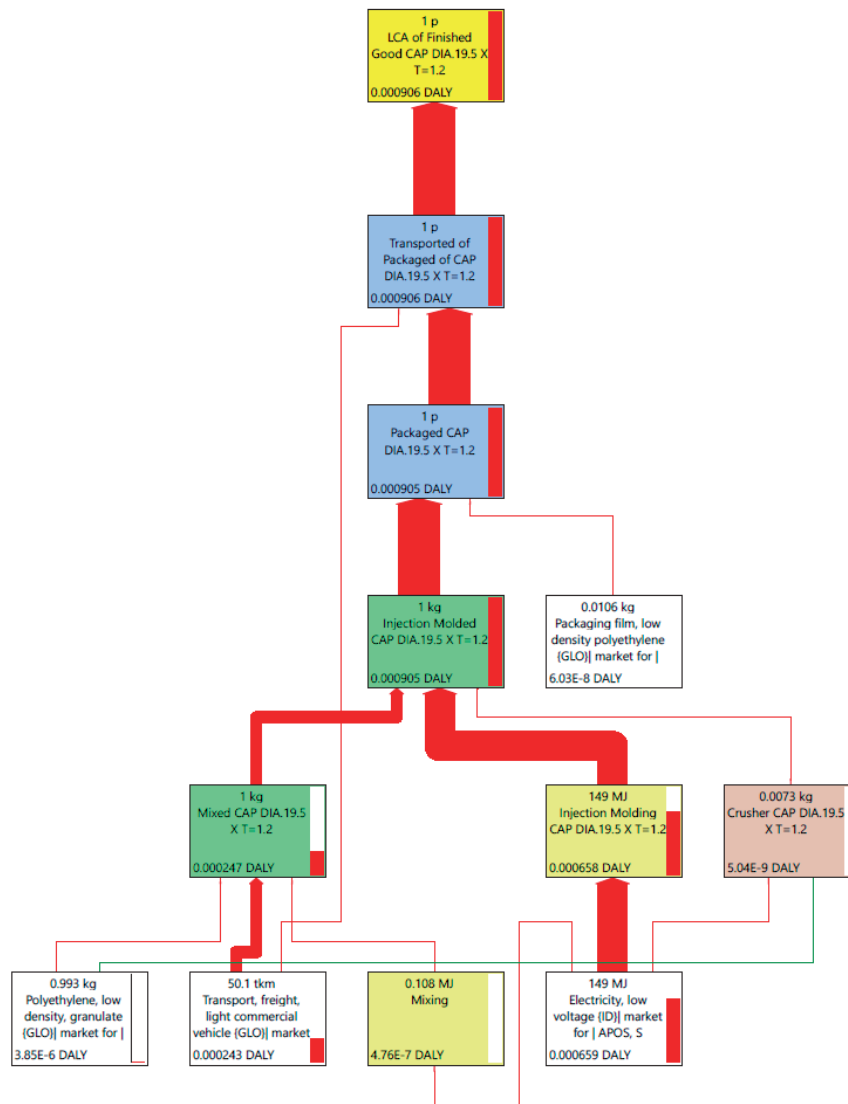 1 p
LCA of Finished
Good CAP DIA.19.5 X
T=1.2
0.000906 DALY
1 p
Transported of
Packaged of CAP
DIA.19.5 X T=1.2
0.000906 DALY
1 p
Packaged CAP
DIA.19.5 X T=1.2
0.000905 DALY
1 kg
Injection Molded
CAP DIA.19.5 X T=1.2
0.000905 DALY
0.0106 kg
Packaging film, low
density polyethylene
{GLO}| market for |
6.03E-8 DALY
1 kg
Mixed CAP DIA.19.5
X T=1.2
0.000247 DALY
149 MJ
Injection Molding
CAP DIA.19.5 X T=1.2
0.000658 DALY
0.0073 kg
Crusher CAP DIA.19.5
X T=1.2
5.04E-9 DALY
0.993 kg
Polyethylene, low
density, granulate
{GLO}| market for |
3.85E-6 DALY
50.1 tkm
Transport, freight,
light commercial
vehicle {GLO}| market
0.000243 DALY
0.108 MJ
Mixing
4.76E-7 DALY
149 MJ
Electricity, low
voltage {ID}| market
for | APOS, S
0.000659 DALY